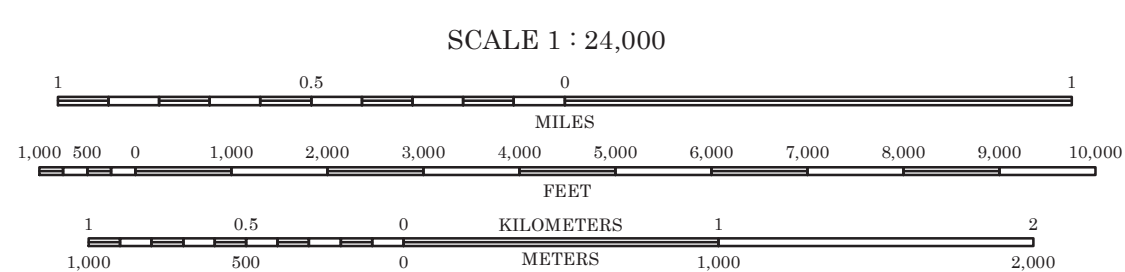 SCALE 1 : 24,000
1 0.5 0 1
MILES
1,000 500 0 1,000 2,000 3,000 4,000 5,000 6,000 7,000 8,000 9,000 10,000
FEET
1 0.5 0 KILOMETERS 1 2
1,000 500 0 METERS 1,000 2,000